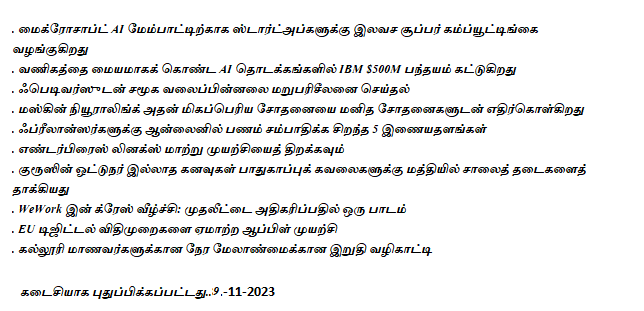 . மைக்ரோசாப்ட் AI மேம்பாட்டிற்காக ஸ்டார்ட்அப்களுக்கு இலவச சூப்பர் கம்ப்யூட்டிங்கை
வழங்குகிறது
. வணிகத்தை மையமாகக் கொண்ட AI தொடக்கங்களில் IBM $500M பந்தயம் கட்டுகிறது
. ஃபெடிவர்ஸுடன் சமூக வலைப்பின்னலை மறுபரிசீலனை செய்தல்
. மஸ்கின் நியூராலிங்க் அதன் மிகப்பெரிய சோதனையை மனித சோதனைகளுடன் எதிர்கொள்கிறது
. ஃப்ரீலான்ஸர்களுக்கு ஆன்லைனில் பணம் சம்பாதிக்க சிறந்த 5 இணையதளங்கள்
. எண்டர்பிரைஸ் லினக்ஸ் மாற்று முயற்சியைத் திறக்கவும்
. குரூஸின் ஓட்டுநர் இல்லாத கனவுகள் பாதுகாப்புக் கவலைகளுக்கு மத்தியில் சாலைத் தடைகளைத்
தாக்கியது
. WeWork இன் க்ரேஸ் வீழ்ச்சி: முதலீட்டை அதிகரிப்பதில் ஒரு பாடம்
. EU டிஜிட்டல் விதிமுறைகளை ஏமாற்ற ஆப்பிள் முயற்சி
. கல்லூரி மாணவர்களுக்கான நேர மேலாண்மைக்கான இறுதி வழிகாட்டி
கடைசியாக புதுப்பிக்கப்பட்டது..9.-11-2023